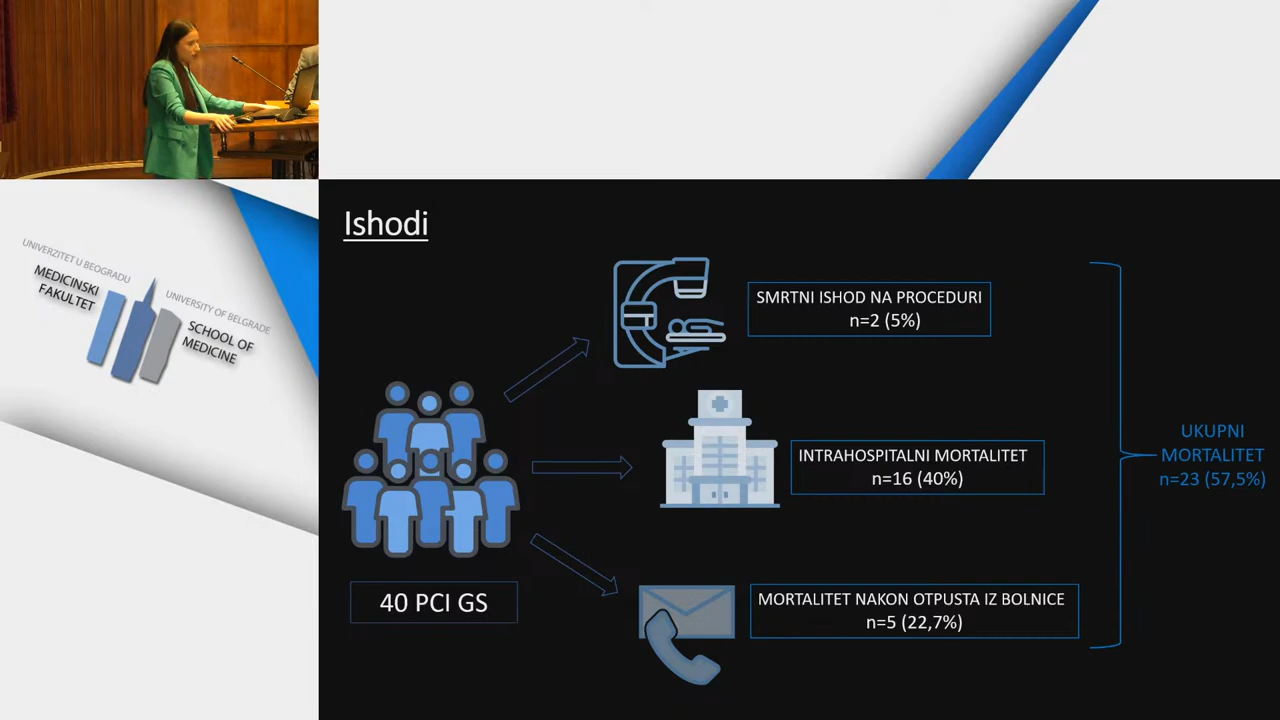 UNIVERZITET U BEOGRADU
MEDICINSKI
FAKULTET
UNIVERSITY OF BELGRADE
SCHOOL OF
MEDICINE
Ishodi
SMRTNI ISHOD NA PROCEDURI
n=2 (5%)
INTRAHOSPITALNI MORTALITET
n=16 (40%)
40 PCI GS
MORTALITET NAKON OTPUSTA IZ BOLNICE
n=5 (22,7%)
UKUPNI
MORTALITET
n=23 (57,5%)